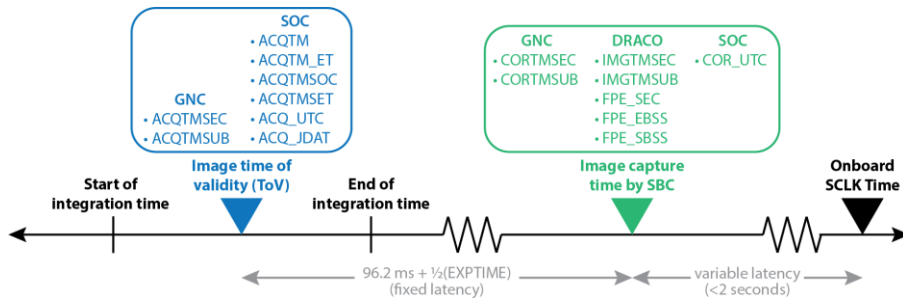 SOC
• ACQTM
• ACQTM_ET
• ACQTMSOC
• ACQTMSET
• ACQ_UTC
• ACQ_JDAT
GNC
• ACQTMSEC
• ACQTMSUB
Image time of
validity (ToV)
GNC
• CORTMSEC
• CORTMSUB
DRACO
• IMGTMSEC
• IMGTMSUB
• FPE_SEC
• FPE_EBSS
• FPE_SBSS
SOC
• COR_UTC
Image capture
time by SBC
Start of
integration time
End of
integration time
Onboard
SCLK Time
96.2 ms + ½(EXPTIME)
(fixed latency)
variable latency
(<2 seconds)